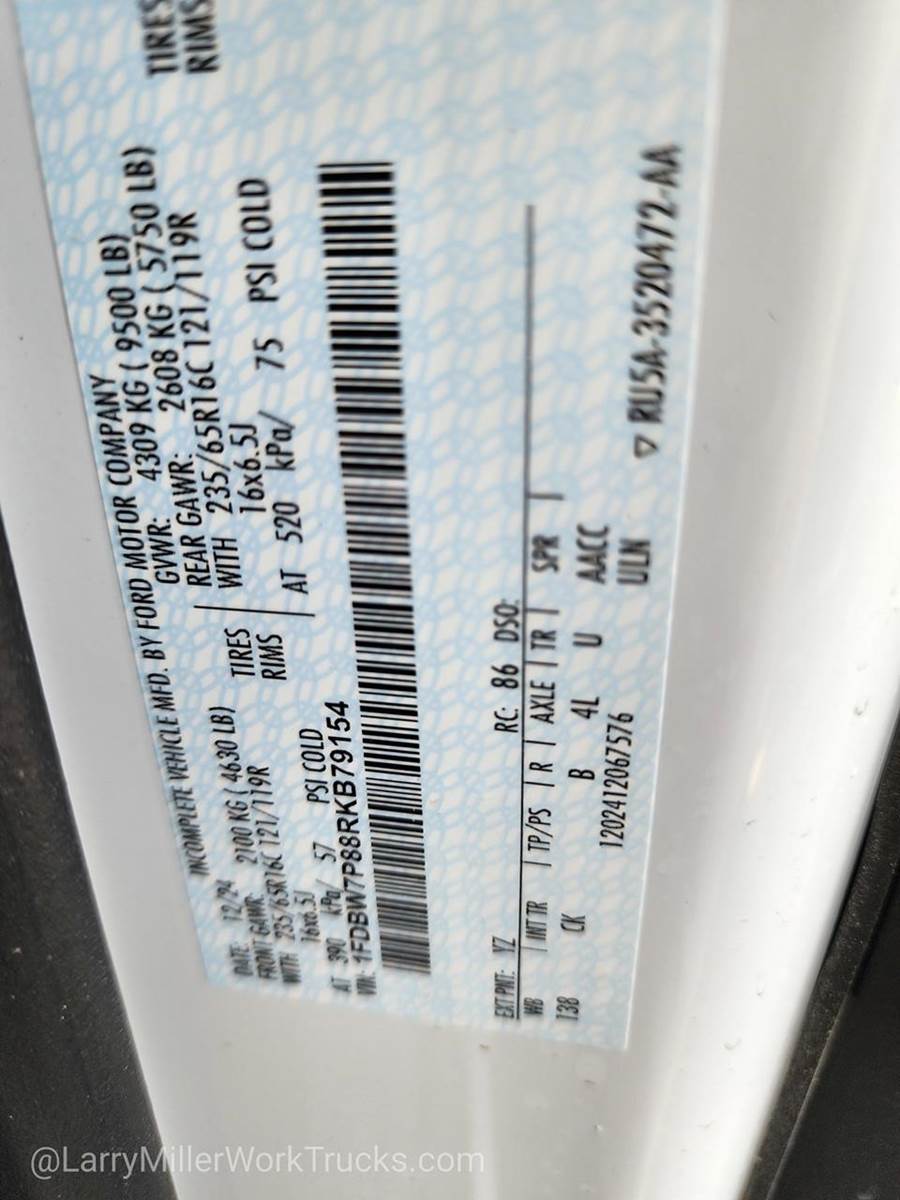 INCOMPLETE VEHICLE MFD. BY FORD MOTOR COMPANY
DATE: 12/24 GVWR: 4309 KG ( 9500 LB)
FRONT GAWR: 2100 KG ( 4630 LB) REAR GAWR: 2608 KG ( 5750 LB)
WITH 235/65R16C 121/119R TIRES WITH 235/65R16C 121/119R TIRES
16x6.5J RIMS 16x6.5J RIMS
AT 390 kPa/ 57 PSI COLD AT 520 kPa/ 75 PSI COLD
VIN: 1FDBW7P88RKB79154
EXT PNT: YZ RC: 86 DSO:
WB INT TR TP/PS R AXLE TR SPR
138 CK B 4L U AACC
1202412067576 ULN
▽ RU5A-3520472-AA
@LarryMillerWorkTrucks.com